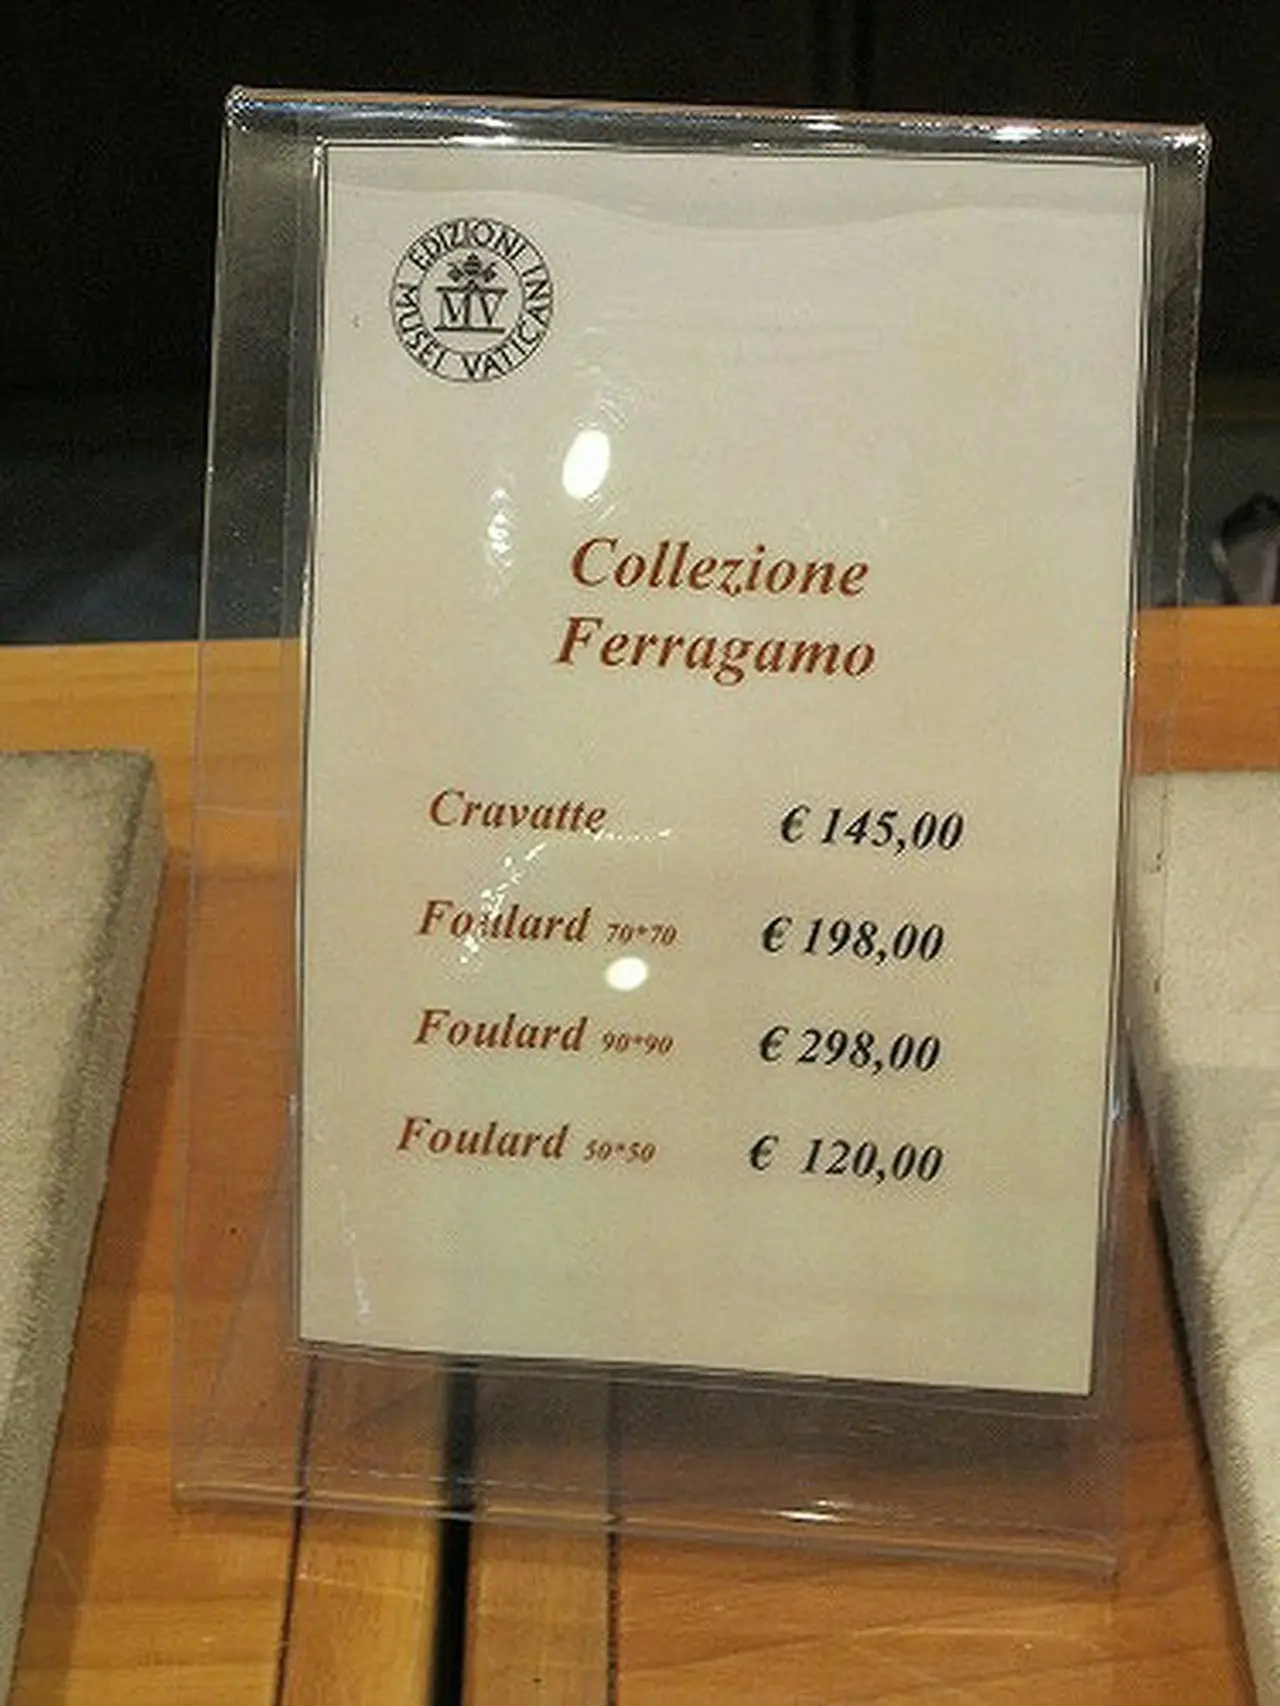 EDIZIONI INN MUSEI VATICANI
MV
Collezione
Ferragamo
Cravatte € 145,00
Foulard 70*70 € 198,00
Foulard 90*90 € 298,00
Foulard 50*50 € 120,00